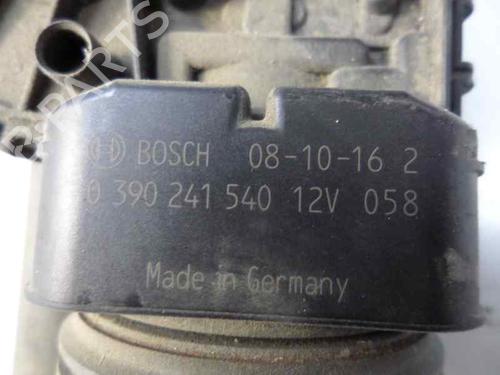 BOSCH 08-10-16 2
0 390 241 540 12V 058
Made in Germany